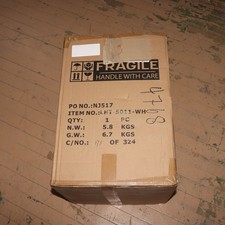 FRAGILE
HANDLE WITH CARE
PO NO.:NJ517
ITEM NO.:
QTY: 1 PC
N.W.: 5.8 KGS
G.W.: 6.7 KGS
C/NO.: OF 324